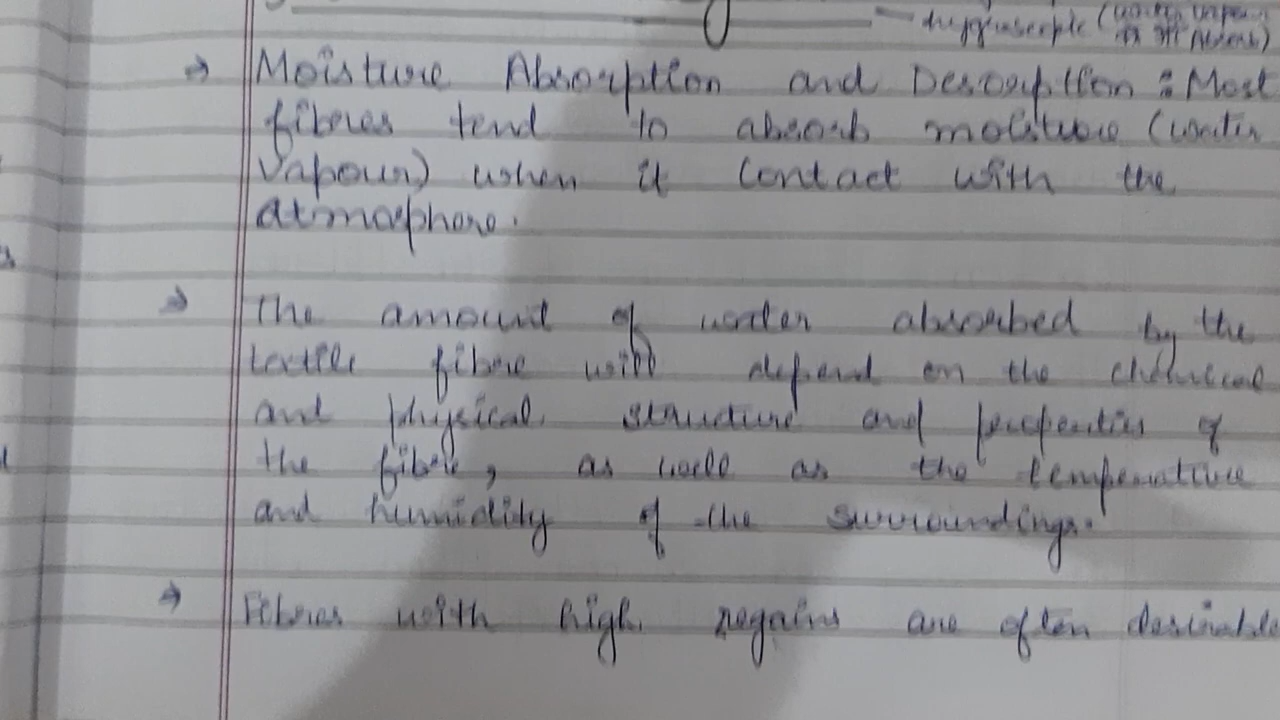 hygroscopic (water vapour
Moisture Absorption and Desorption : Most
fibres tend to absorb moisture (water
vapour) when it contact with the
atmosphere.
The amount of water absorbed by the
textile fibre will depend on the chemical
and physical structure and properties of
the fibre, as well as the temperature
and humidity of the surroundings.
Fibres with high regains are often desirable